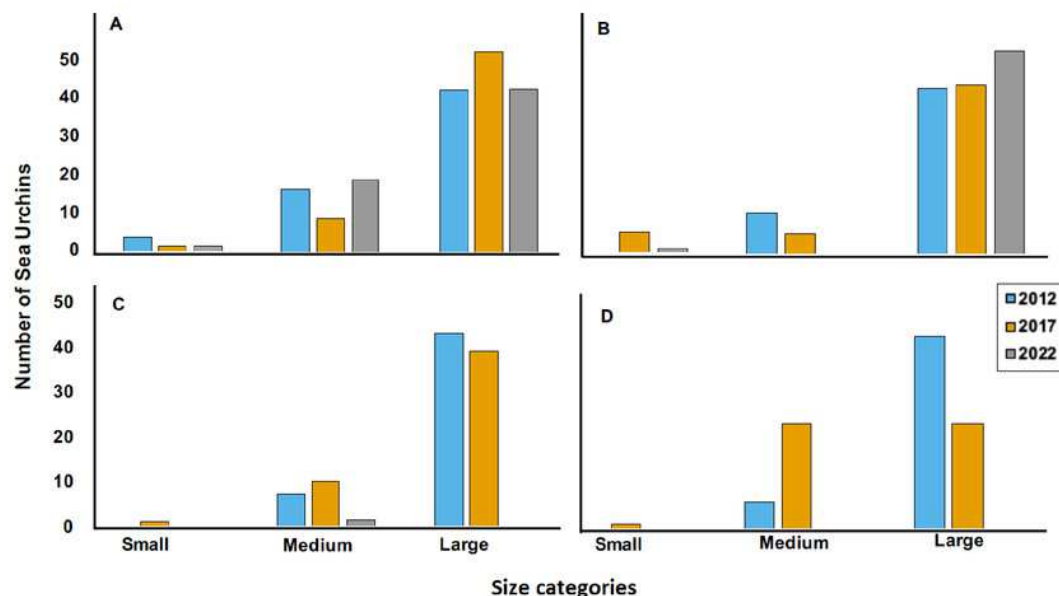 A
B
50
40
30
20
10
0
Number of Sea Urchins
C
D
50
40
30
20
10
0
2012
2017
2022
Small Medium Large
Small Medium Large
Size categories